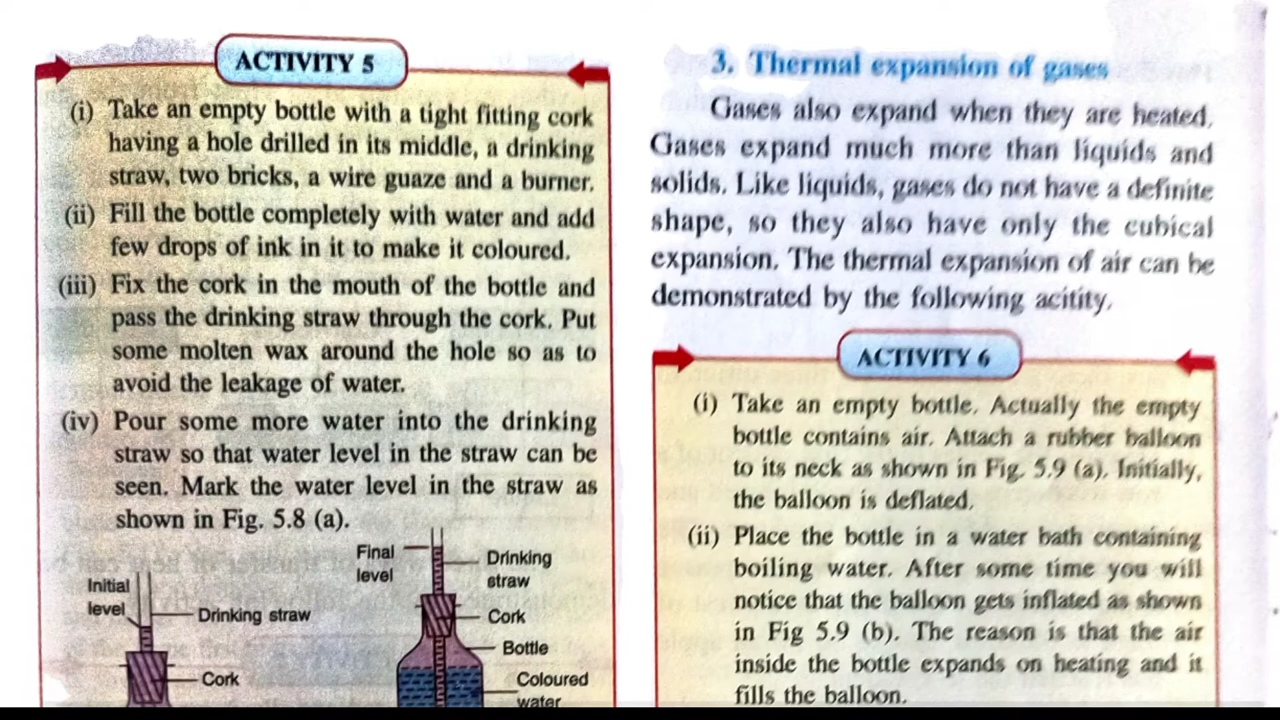 ACTIVITY 5
(i) Take an empty bottle with a tight fitting cork
having a hole drilled in its middle, a drinking
straw, two bricks, a wire guaze and a burner.
(ii) Fill the bottle completely with water and add
few drops of ink in it to make it coloured.
(iii) Fix the cork in the mouth of the bottle and
pass the drinking straw through the cork. Put
some molten wax around the hole so as to
avoid the leakage of water.
(iv) Pour some more water into the drinking
straw so that water level in the straw can be
seen. Mark the water level in the straw as
shown in Fig. 5.8 (a).
Initial
level
Drinking straw
Cork
Final
level
Drinking
straw
Cork
Bottle
Coloured
water
3. Thermal expansion of gases
Gases also expand when they are heated.
Gases expand much more than liquids and
solids. Like liquids, gases do not have a definite
shape, so they also have only the cubical
expansion. The thermal expansion of air can be
demonstrated by the following acitity.
ACTIVITY 6
(i) Take an empty bottle. Actually the empty
bottle contains air. Attach a rubber balloon
to its neck as shown in Fig. 5.9 (a). Initially,
the balloon is deflated.
(ii) Place the bottle in a water bath containing
boiling water. After some time you will
notice that the balloon gets inflated as shown
in Fig 5.9 (b). The reason is that the air
inside the bottle expands on heating and it
fills the balloon.